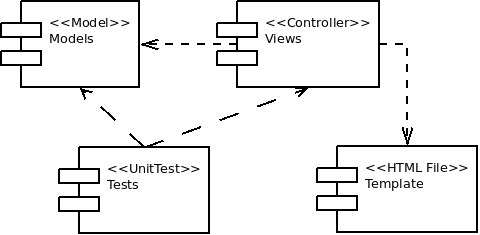 <<Model>>
Models
<<Controller>>
Views
<<UnitTest>>
Tests
<<HTML File>>
Template